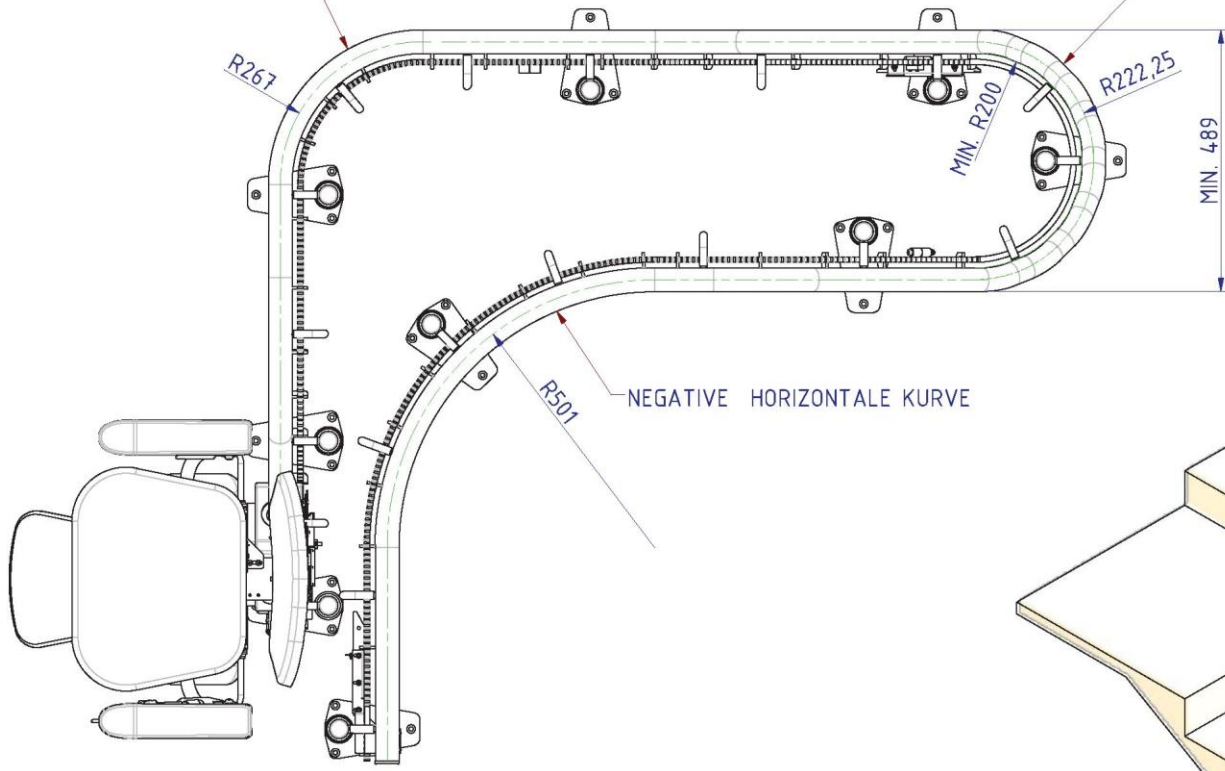 R267
MIN. R200
R222,25
MIN. 489
R501
NEGATIVE HORIZONTALE KURVE